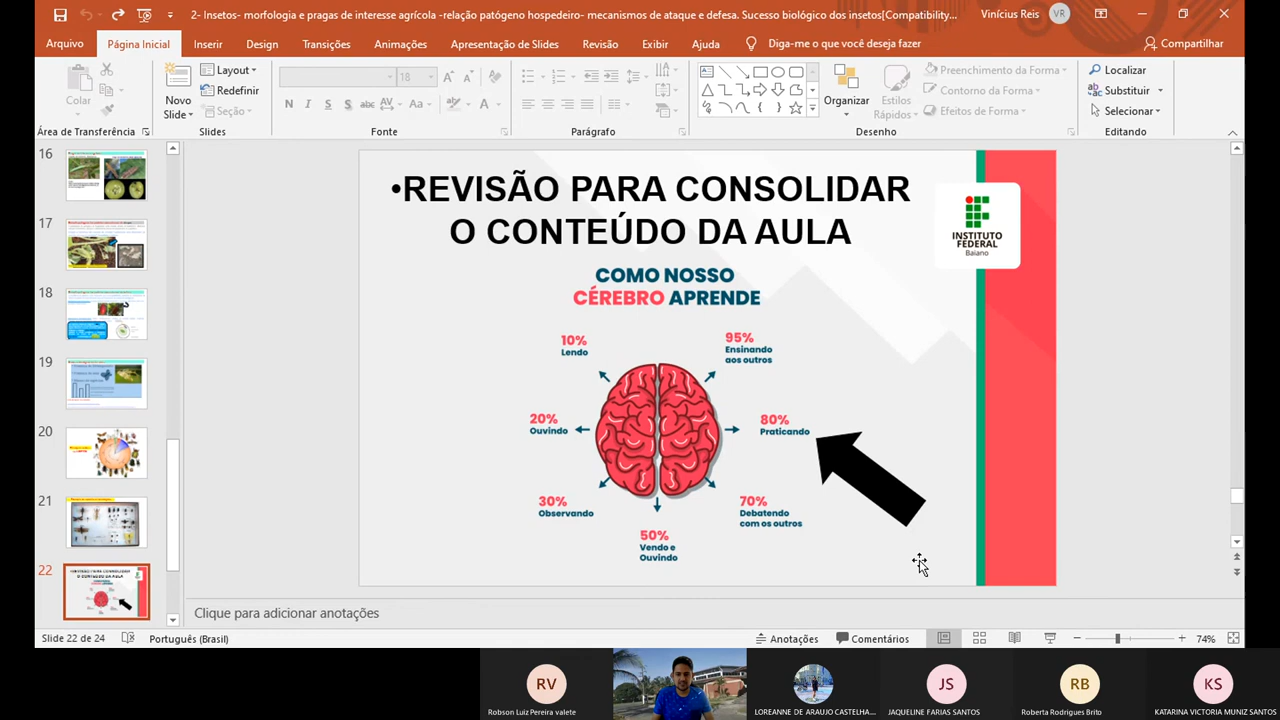 2- Insetos- morfologia e pragas de interesse agrícola -relação patógeno hospedeiro- mecanismos de ataque e defesa. Sucesso biológico dos insetos[Compatibility...
Vinícius Reis
VR
Arquivo
Página Inicial
Inserir
Design
Transições
Animações
Apresentação de Slides
Revisão
Exibir
Ajuda
Diga-me o que você deseja fazer
Compartilhar
Colar
Novo
Slide
Layout
Redefinir
Seção
18
N I S S abc AV Aa A
Organizar
Estilos
Rápidos
Preenchimento da Forma
Contorno da Forma
Efeitos de Forma
Localizar
Substituir
Selecionar
Área de Transferência
Slides
Fonte
Parágrafo
Desenho
Editando
16
17
18
19
20
21
22
•REVISÃO PARA CONSOLIDAR
O CONTEÚDO DA AULA
INSTITUTO
FEDERAL
Baiano
COMO NOSSO
CÉREBRO APRENDE
10%
Lendo
95%
Ensinando
aos outros
20%
Ouvindo
80%
Praticando
30%
Observando
70%
Debatendo
com os outros
50%
Vendo e
Ouvindo
Clique para adicionar anotações
Slide 22 de 24
Português (Brasil)
Anotações
Comentários
74%
RV
Robson Luiz Pereira valete
LOREANNE DE ARAUJO CASTELHA...
JS
JAQUELINE FARIAS SANTOS
RB
Roberta Rodrigues Brito
KS
KATARINA VICTORIA MUNIZ SANTOS